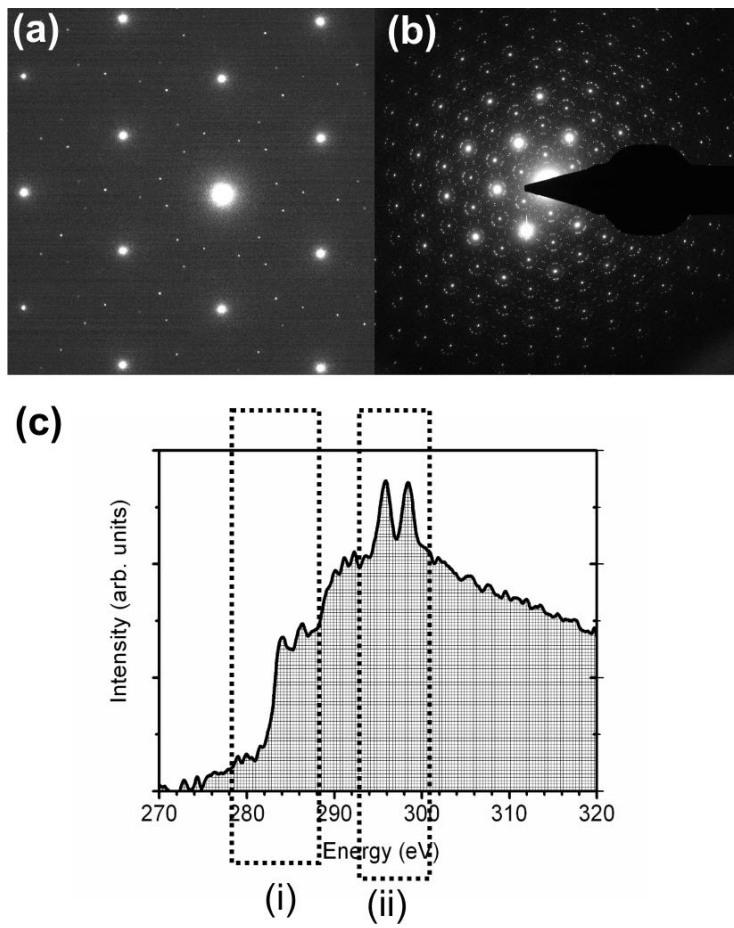 (a)
(b)
(c)
Intensity (arb. units)
270 280 290 300 310 320
Energy (eV)
(i)
(ii)